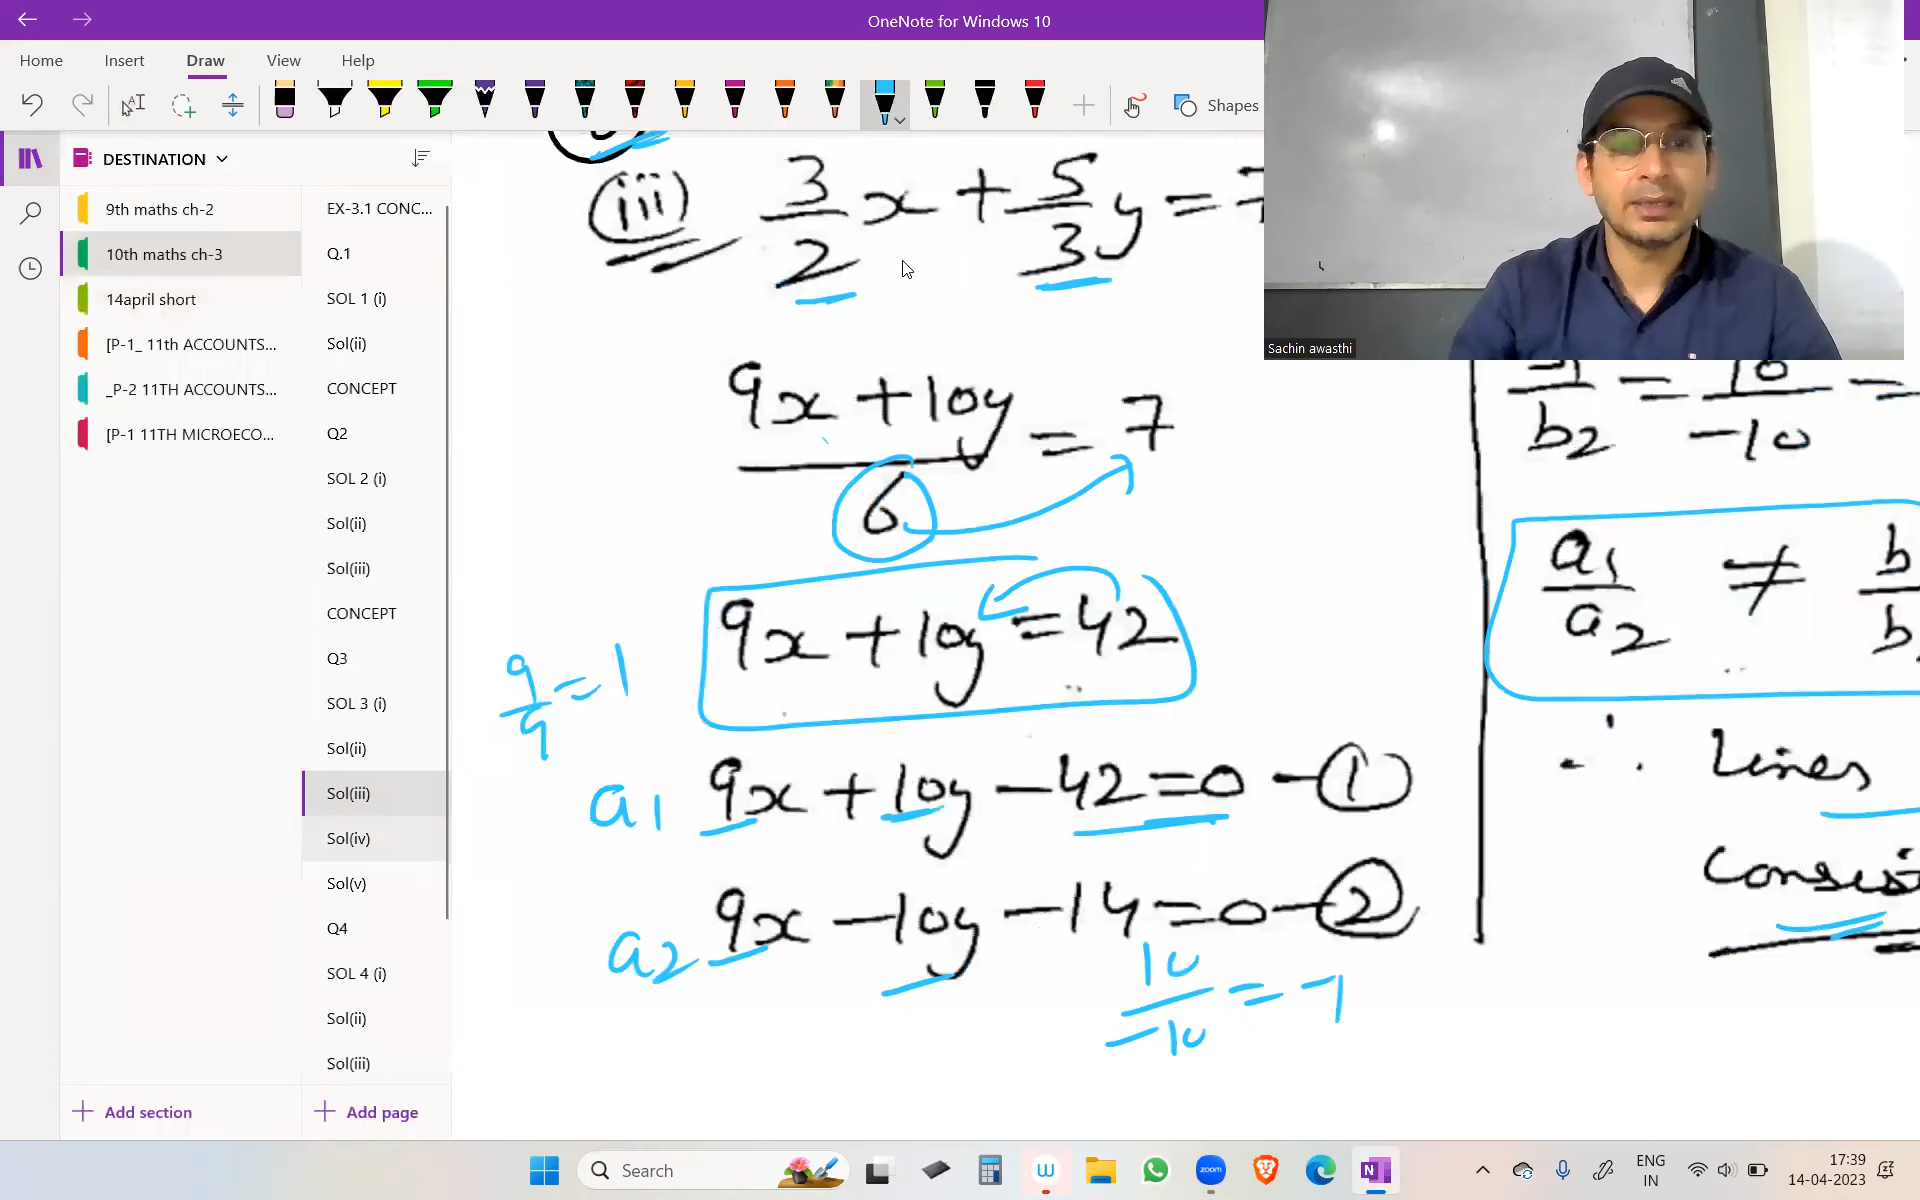 OneNote for Windows 10
Home Insert Draw View Help
Shapes
DESTINATION
9th maths ch-2
10th maths ch-3
14april short
[P-1_ 11th ACCOUNTS...
_P-2 11TH ACCOUNTS...
[P-1 11TH MICROECO...
Add section
EX-3.1 CONC...
Q.1
SOL 1 (i)
Sol(ii)
CONCEPT
Q2
SOL 2 (i)
Sol(ii)
Sol(iii)
CONCEPT
Q3
SOL 3 (i)
Sol(ii)
Sol(iii)
Sol(iv)
Sol(v)
Q4
SOL 4 (i)
Sol(ii)
Sol(iii)
Add page
(iii) 3/2 x + 5/3 y = 7
9x + 10y / 6 = 7
9x + 10y = 42
9/9 = 1
a1 9x + 10y - 42 = 0 - 1
a2 9x - 10y - 14 = 0 - 2
10/-10 = -1
b2 = 10/-10 =
a1/a2 ≠ b/b
∴ Lines
Sachin awasthi
Search
zoom
ENG
IN
17:39
14-04-2023